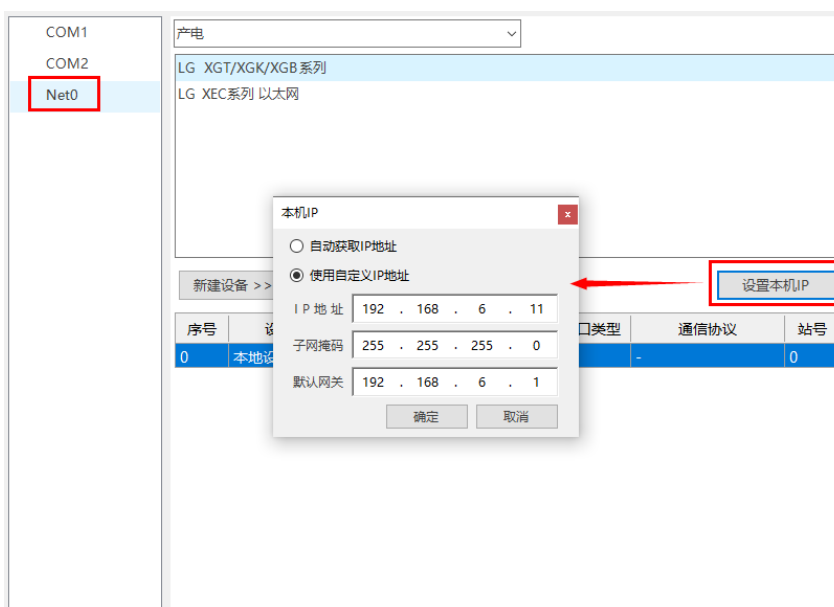 COM1
COM2
Net0
产电
LG XGT/XGK/XGB系列
LG XEC系列 以太网
本机IP
x
自动获取IP地址
使用自定义IP地址
IP地址 192 . 168 . 6 . 11
子网掩码 255 . 255 . 255 . 0
默认网关 192 . 168 . 6 . 1
确定 取消
新建设备 >> 设置本机IP
序号 类型 通信协议 站号
0 本地 - 0